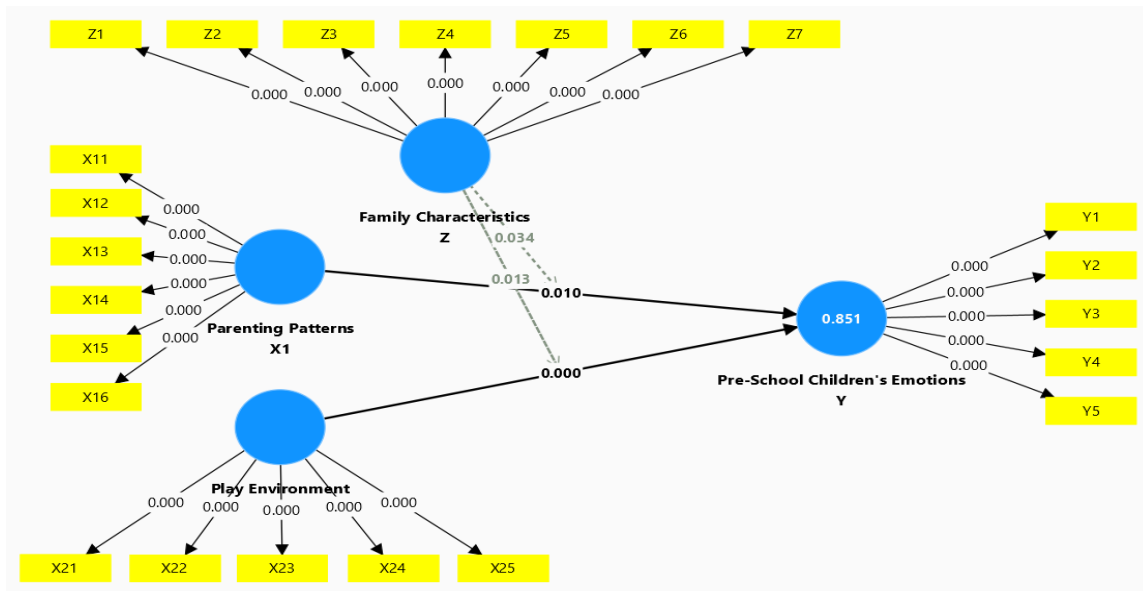 Z1
Z2
Z3
Z4
Z5
Z6
Z7
0.000
0.000
0.000
0.000
0.000
0.000
0.000
Family Characteristics
Z
X11
X12
X13
X14
X15
X16
0.000
0.000
0.000
0.000
0.000
0.000
Parenting Patterns
X1
0.034
0.013
0.010
0.000
0.851
Pre-School Children's Emotions
Y
0.000
0.000
0.000
0.000
0.000
Y1
Y2
Y3
Y4
Y5
Play Environment
0.000
0.000
0.000
0.000
0.000
X21
X22
X23
X24
X25